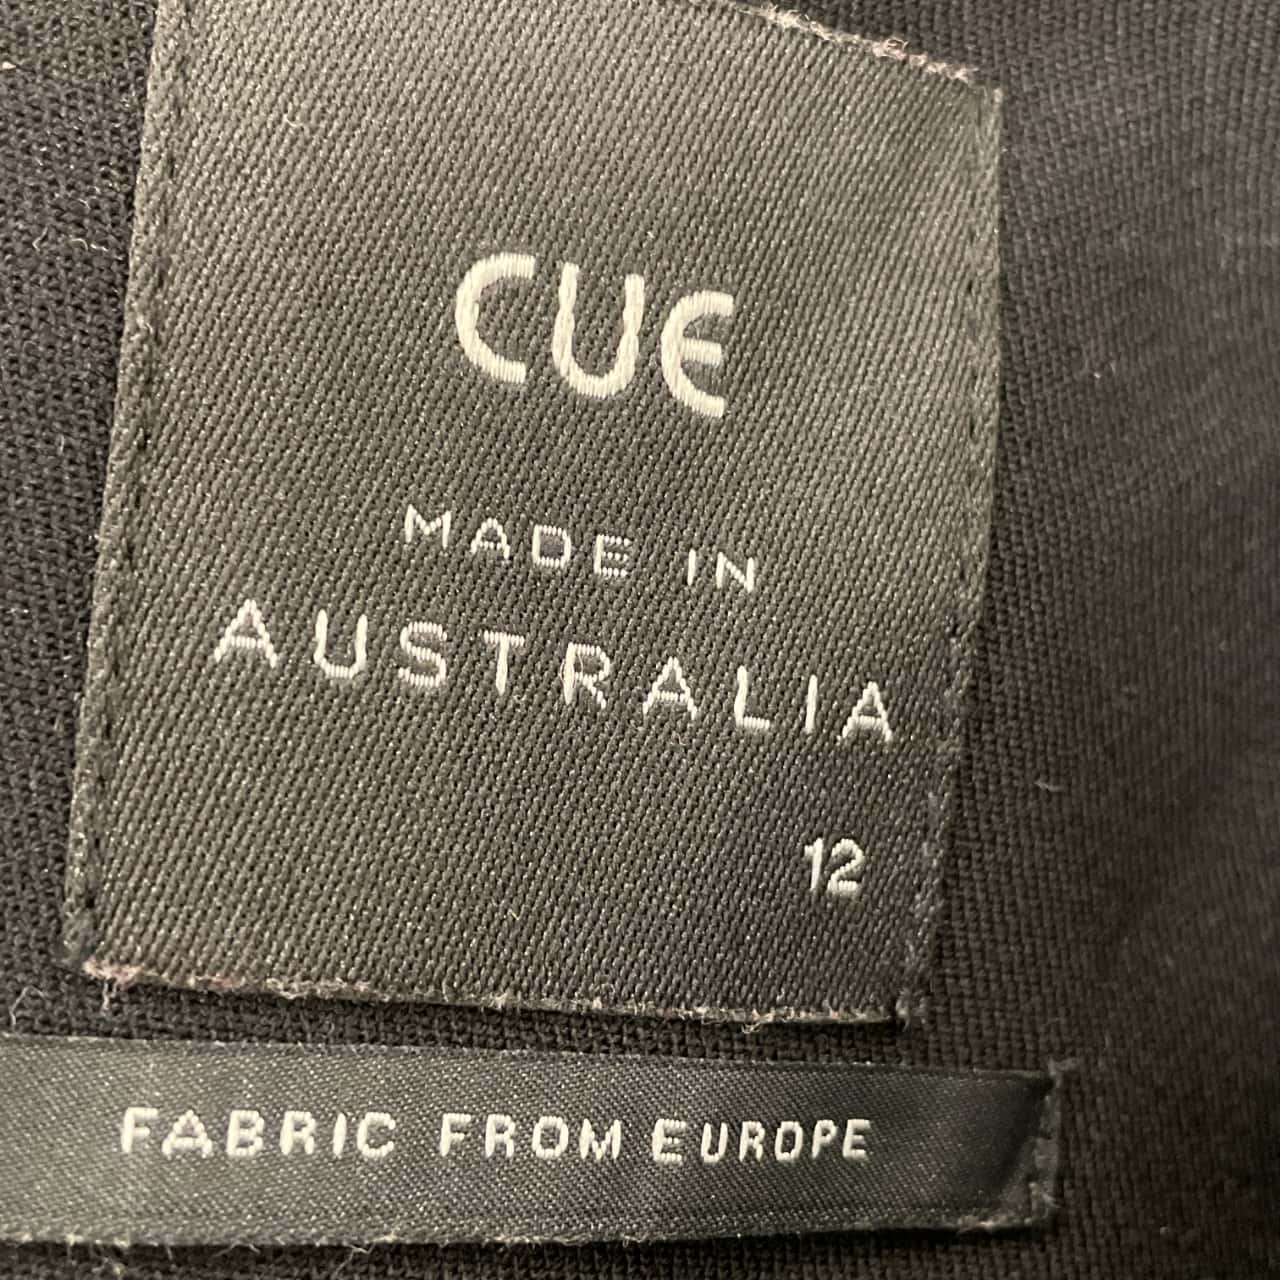 CUE
MADE IN
AUSTRALIA
12
FABRIC FROM EUROPE